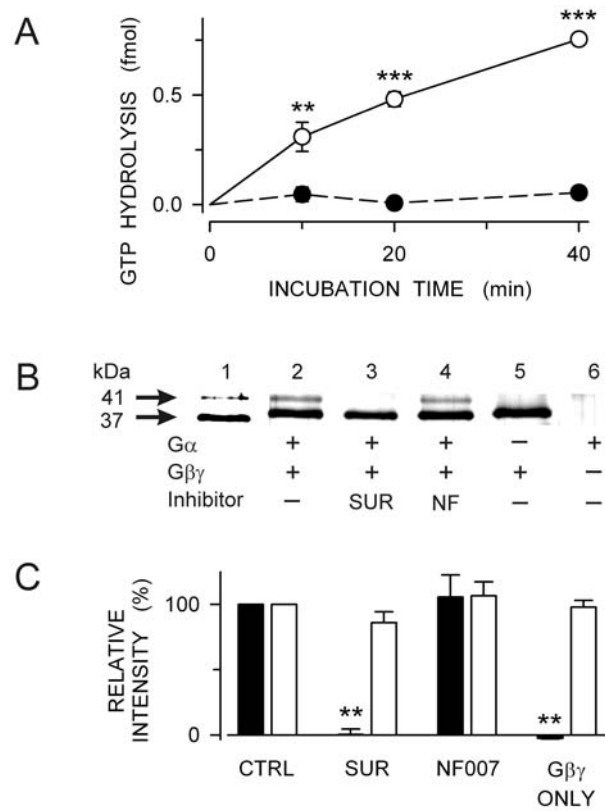 A
GTP HYDROLYSIS (fmol)
0.5
0.0
**
***
***
0
20
40
INCUBATION TIME (min)
B
kDa 1 2 3 4 5 6
41
37
Gα + + + − +
Gβγ + + + + −
Inhibitor − SUR NF − −
C
RELATIVE
INTENSITY (%)
100
0
**
**
CTRL SUR NF007 Gβγ
ONLY